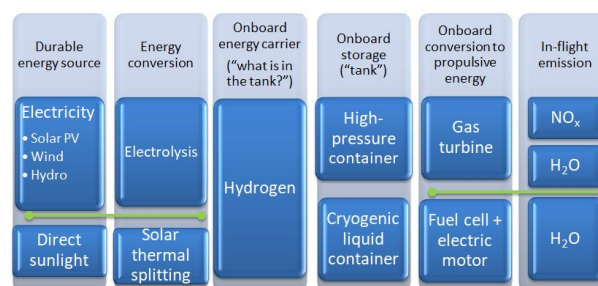 Durable
energy source
Energy
conversion
Onboard
energy carrier
(“what is in
the tank?”)
Onboard
storage
(“tank”)
Onboard
conversion to
propulsive
energy
In-flight
emission
Electricity
• Solar PV
• Wind
• Hydro
Direct
sunlight
Electrolysis
Solar
thermal
splitting
Hydrogen
High-
pressure
container
Cryogenic
liquid
container
Gas
turbine
Fuel cell +
electric
motor
NOx
H2O
H2O